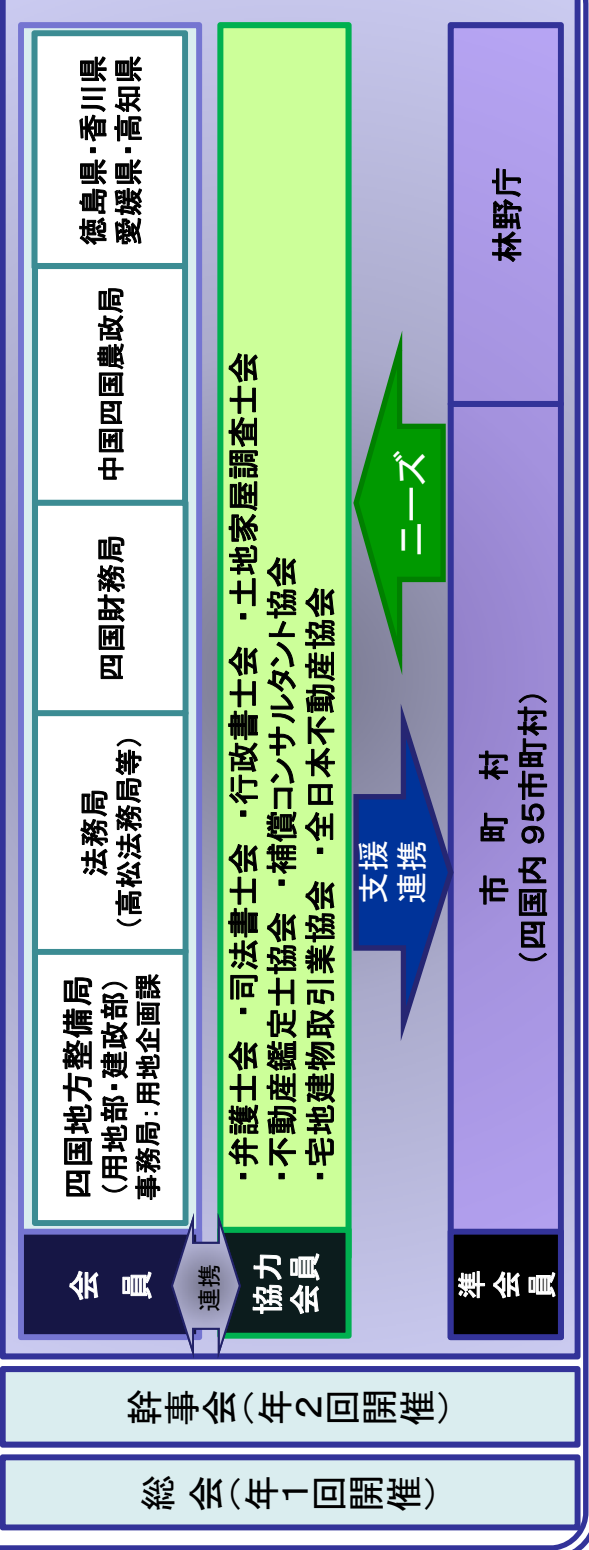 総 会（年１回開催）
幹事会（年２回開催）
会
員
四国地方整備局
（用地部・建政部）
事務局：用地企画課
法務局
（高松法務局等）
四国財務局
中国四国農政局
徳島県・香川県
愛媛県・高知県
連携
協力
会員
・弁護士会 ・司法書士会 ・行政書士会 ・土地家屋調査士会
・不動産鑑定士協会 ・補償コンサルタント協会
・宅地建物取引業協会 ・全日本不動産協会
支援
連携
ニーズ
準
会
員
市 町 村
（四国内 95市町村）
林野庁